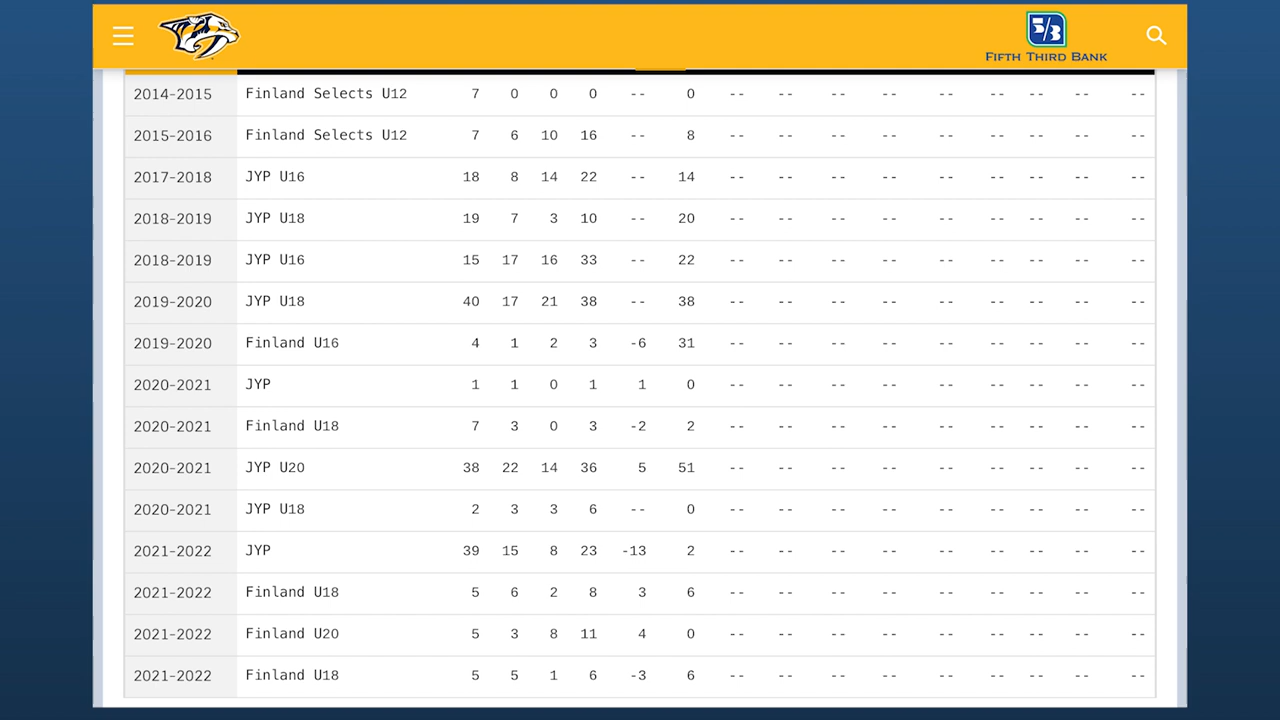 5/3
FIFTH THIRD BANK
2014-2015 Finland Selects U12 7 0 0 0 -- 0 -- -- -- -- -- -- -- -- --
2015-2016 Finland Selects U12 7 6 10 16 -- 8 -- -- -- -- -- -- -- -- --
2017-2018 JYP U16 18 8 14 22 -- 14 -- -- -- -- -- -- -- -- --
2018-2019 JYP U18 19 7 3 10 -- 20 -- -- -- -- -- -- -- -- --
2018-2019 JYP U16 15 17 16 33 -- 22 -- -- -- -- -- -- -- -- --
2019-2020 JYP U18 40 17 21 38 -- 38 -- -- -- -- -- -- -- -- --
2019-2020 Finland U16 4 1 2 3 -6 31 -- -- -- -- -- -- -- -- --
2020-2021 JYP 1 1 0 1 1 0 -- -- -- -- -- -- -- -- --
2020-2021 Finland U18 7 3 0 3 -2 2 -- -- -- -- -- -- -- -- --
2020-2021 JYP U20 38 22 14 36 5 51 -- -- -- -- -- -- -- -- --
2020-2021 JYP U18 2 3 3 6 -- 0 -- -- -- -- -- -- -- -- --
2021-2022 JYP 39 15 8 23 -13 2 -- -- -- -- -- -- -- -- --
2021-2022 Finland U18 5 6 2 8 3 6 -- -- -- -- -- -- -- -- --
2021-2022 Finland U20 5 3 8 11 4 0 -- -- -- -- -- -- -- -- --
2021-2022 Finland U18 5 5 1 6 -3 6 -- -- -- -- -- -- -- -- --